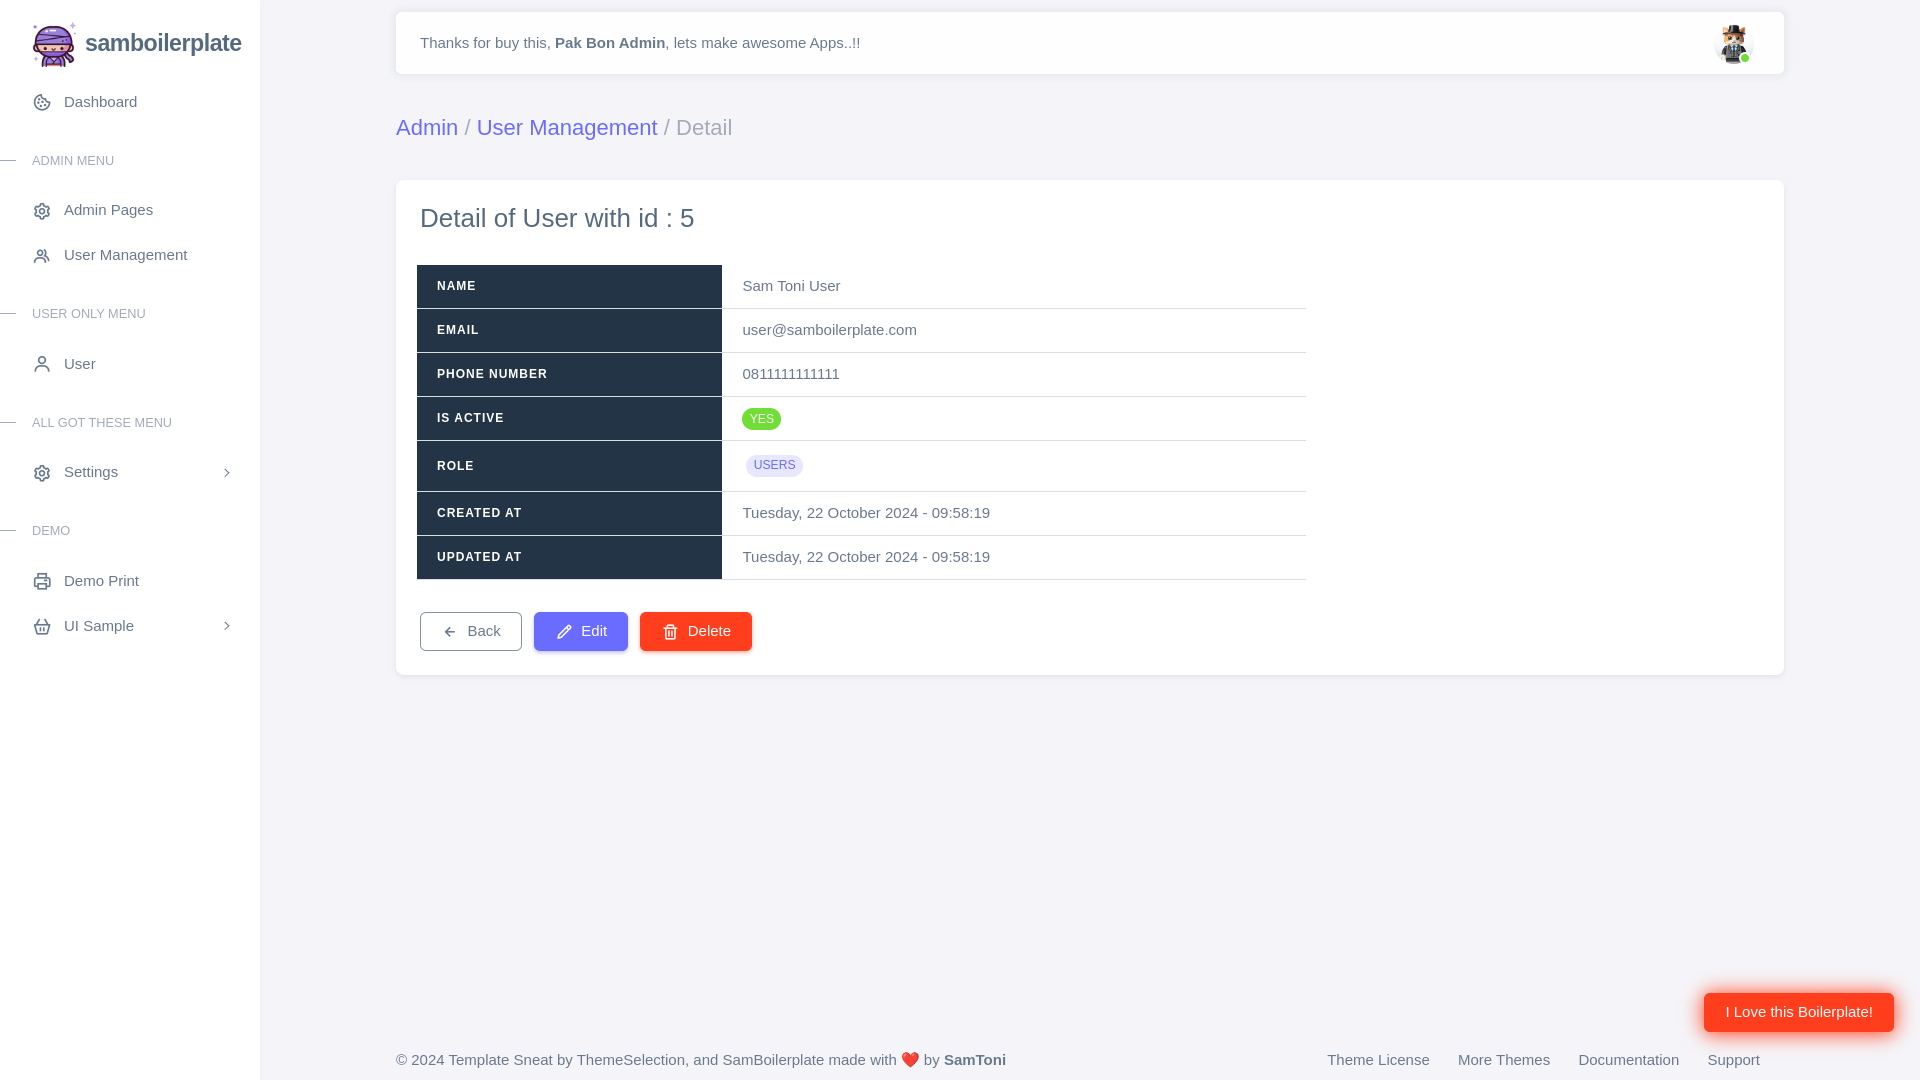 samboilerplate
Dashboard
ADMIN MENU
Admin Pages
User Management
USER ONLY MENU
User
ALL GOT THESE MENU
Settings
DEMO
Demo Print
UI Sample
Thanks for buy this, Pak Bon Admin, lets make awesome Apps..!!
Admin / User Management / Detail
Detail of User with id : 5
NAME Sam Toni User
EMAIL user@samboilerplate.com
PHONE NUMBER 0811111111111
IS ACTIVE YES
ROLE USERS
CREATED AT Tuesday, 22 October 2024 - 09:58:19
UPDATED AT Tuesday, 22 October 2024 - 09:58:19
Back Edit Delete
I Love this Boilerplate!
© 2024 Template Sneat by ThemeSelection, and SamBoilerplate made with ❤️ by SamToni
Theme License More Themes Documentation Support